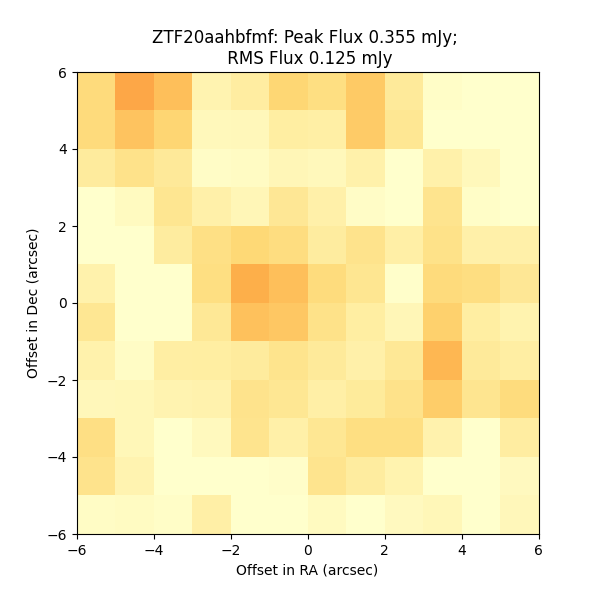 ZTF20aahbfmf: Peak Flux 0.355 mJy;
RMS Flux 0.125 mJy
6
4
2
0
−2
−4
−6
Offset in Dec (arcsec)
−6 −4 −2 0 2 4 6
Offset in RA (arcsec)